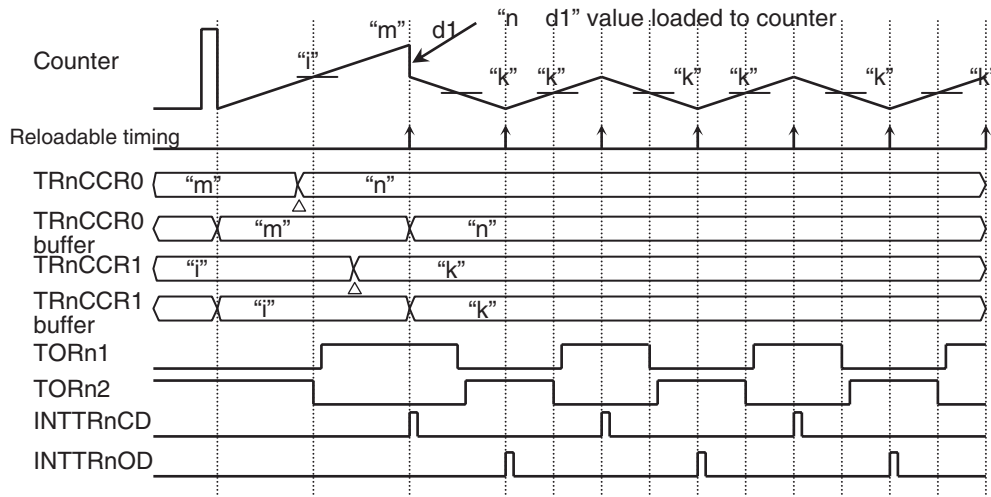 “n d1” value loaded to counter
“m” d1
Counter
“i”
“k” “k” “k” “k” “k” “k
Reloadable timing
TRnCCR0
“m” “n”
TRnCCR0
buffer
“m” “n”
TRnCCR1
“i” “k”
TRnCCR1
buffer
“i” “k”
TORn1
TORn2
INTTRnCD
INTTRnOD